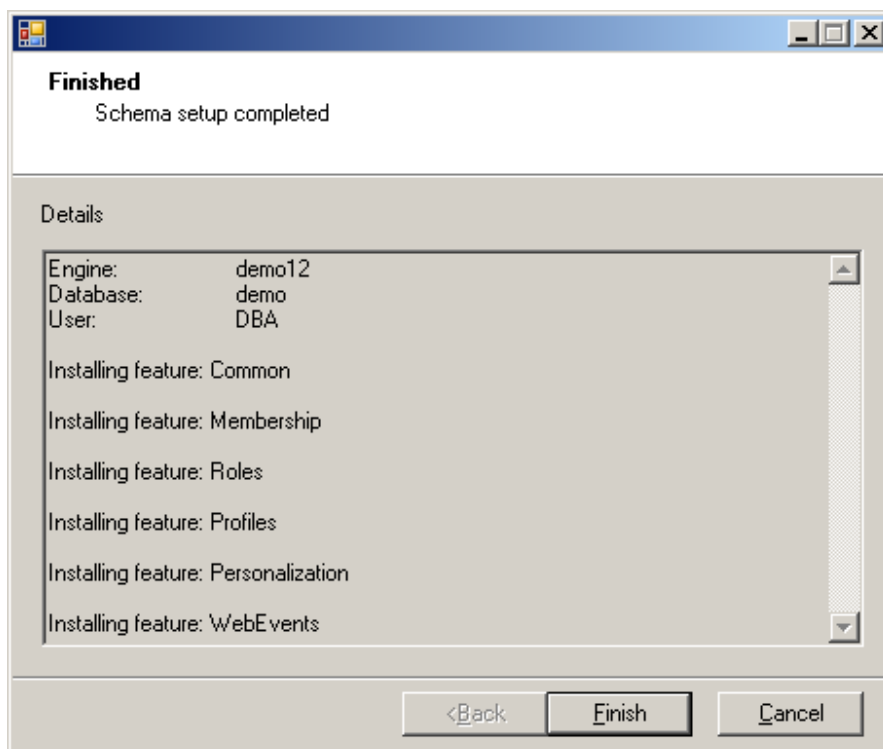 Finished
Schema setup completed
Details
Engine: demo12
Database: demo
User: DBA
Installing feature: Common
Installing feature: Membership
Installing feature: Roles
Installing feature: Profiles
Installing feature: Personalization
Installing feature: WebEvents
<Back Finish Cancel